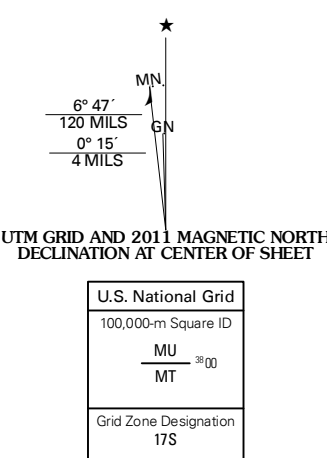 ★
MN.
6° 47´
120 MILS
GN
0° 15´
4 MILS
UTM GRID AND 2011 MAGNETIC NORTH
DECLINATION AT CENTER OF SHEET
U.S. National Grid
100,000-m Square ID
MU
3800
MT
Grid Zone Designation
17S